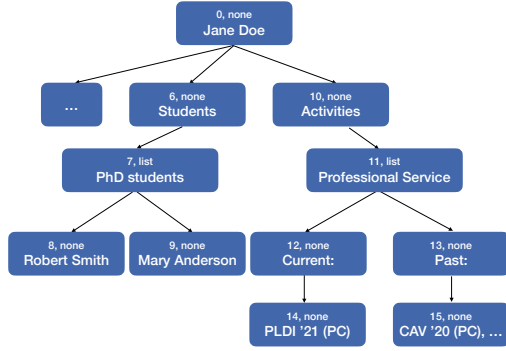 0, none
Jane Doe
...
6, none
Students
10, none
Activities
7, list
PhD students
11, list
Professional Service
8, none
Robert Smith
9, none
Mary Anderson
12, none
Current:
13, none
Past:
14, none
PLDI ’21 (PC)
15, none
CAV ’20 (PC), ...